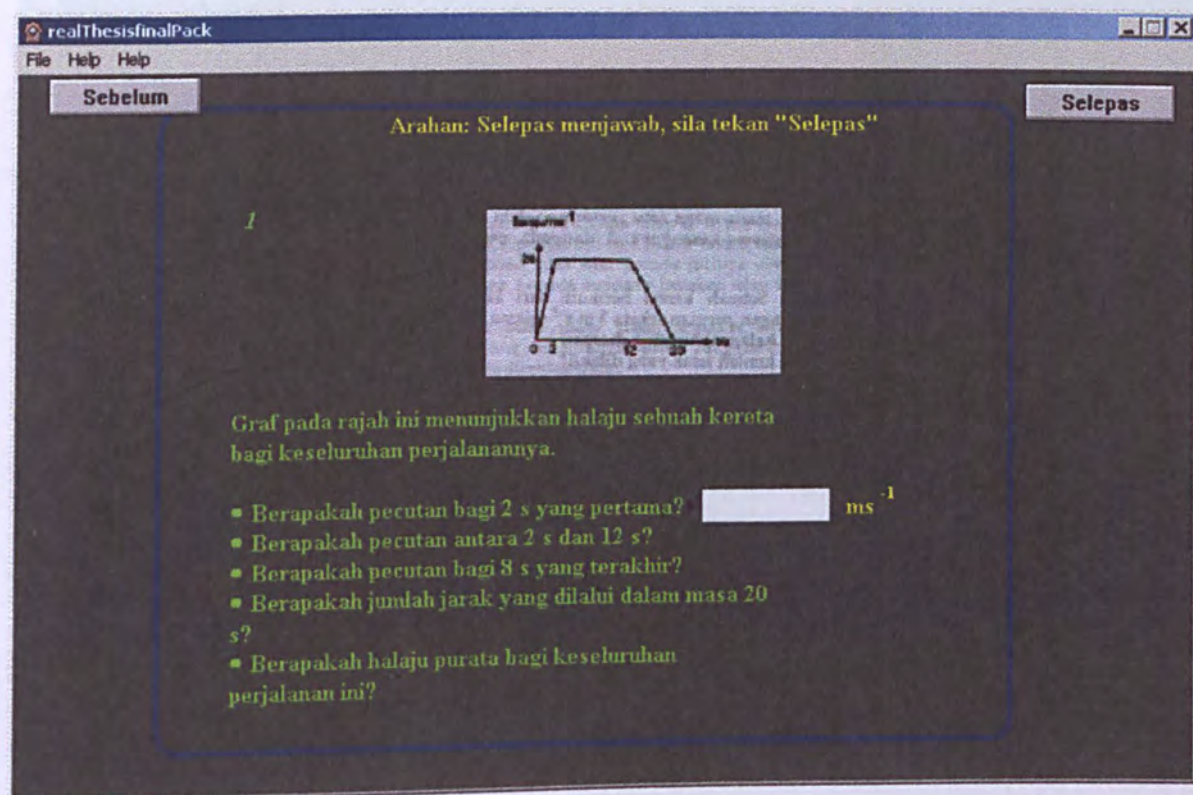 realThesisfinalPack
File Help Help
Sebelum
Selepas
Arahan: Selepas menjawab, sila tekan "Selepas"
1
0 2 12 20
Graf pada rajah ini menunjukkan halaju sebuah kereta
bagi keseluruhan perjalanannya.
Berapakah pecutan bagi 2 s yang pertama? ms -1
Berapakah pecutan antara 2 s dan 12 s?
Berapakah pecutan bagi 8 s yang terakhir?
Berapakah jumlah jarak yang dilalui dalam masa 20
s?
Berapakah halaju purata bagi keseluruhan
perjalanan ini?